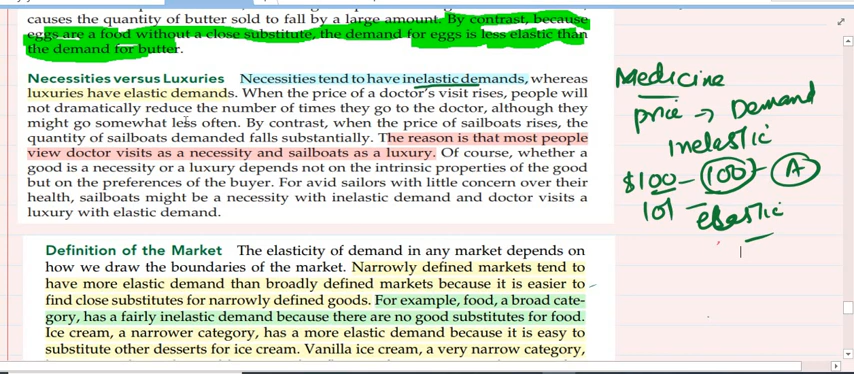 causes the quantity of butter sold to fall by a large amount. By contrast, because
eggs are a food without a close substitute, the demand for eggs is less elastic than
the demand for butter.
Necessities versus Luxuries Necessities tend to have inelastic demands, whereas
luxuries have elastic demands. When the price of a doctor's visit rises, people will
not dramatically reduce the number of times they go to the doctor, although they
might go somewhat less often. By contrast, when the price of sailboats rises, the
quantity of sailboats demanded falls substantially. The reason is that most people
view doctor visits as a necessity and sailboats as a luxury. Of course, whether a
good is a necessity or a luxury depends not on the intrinsic properties of the good
but on the preferences of the buyer. For avid sailors with little concern over their
health, sailboats might be a necessity with inelastic demand and doctor visits a
luxury with elastic demand.
Definition of the Market The elasticity of demand in any market depends on
how we draw the boundaries of the market. Narrowly defined markets tend to
have more elastic demand than broadly defined markets because it is easier to
find close substitutes for narrowly defined goods. For example, food, a broad cate-
gory, has a fairly inelastic demand because there are no good substitutes for food.
Ice cream, a narrower category, has a more elastic demand because it is easy to
substitute other desserts for ice cream. Vanilla ice cream, a very narrow category,
Medicine
price → Demand
Inelastic
$100 - 100 - A
101 - elastic